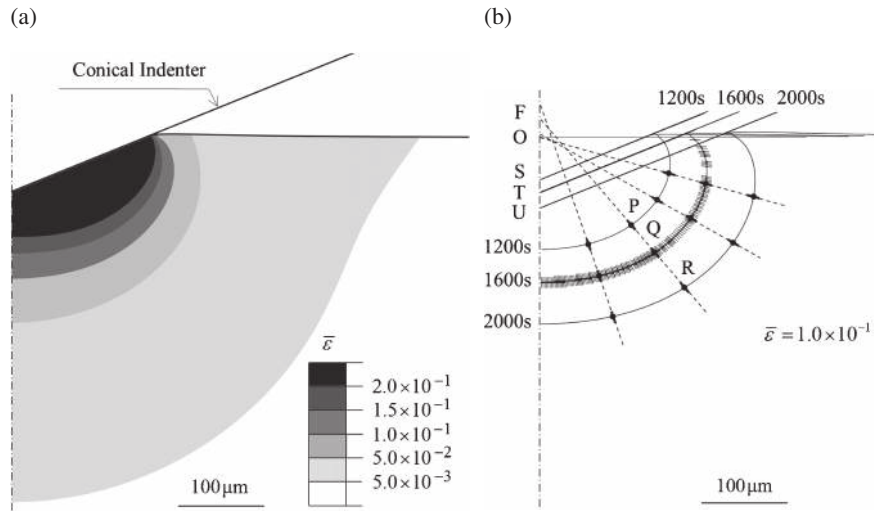 (a)
Conical Indenter
ε̅
2.0×10⁻¹
1.5×10⁻¹
1.0×10⁻¹
5.0×10⁻²
5.0×10⁻³
100μm
(b)
1200s 1600s 2000s
F
O
S
T
U
P
Q
R
1200s
1600s
2000s
ε̅ = 1.0×10⁻¹
100μm